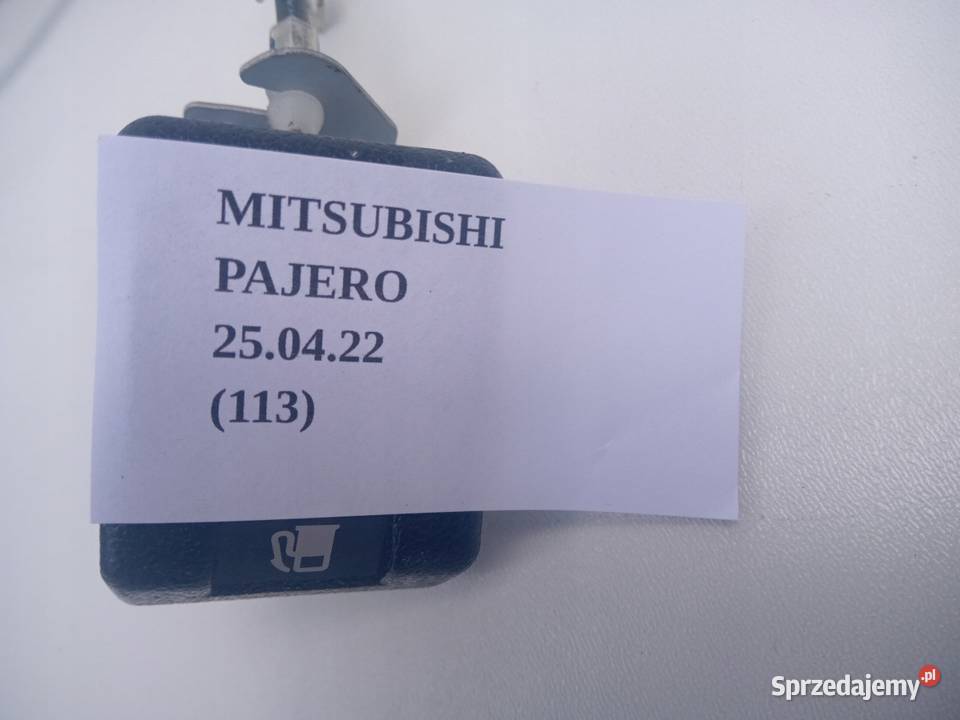 MITSUBISHI
PAJERO
25.04.22
(113)
Sprzedajemy.pl